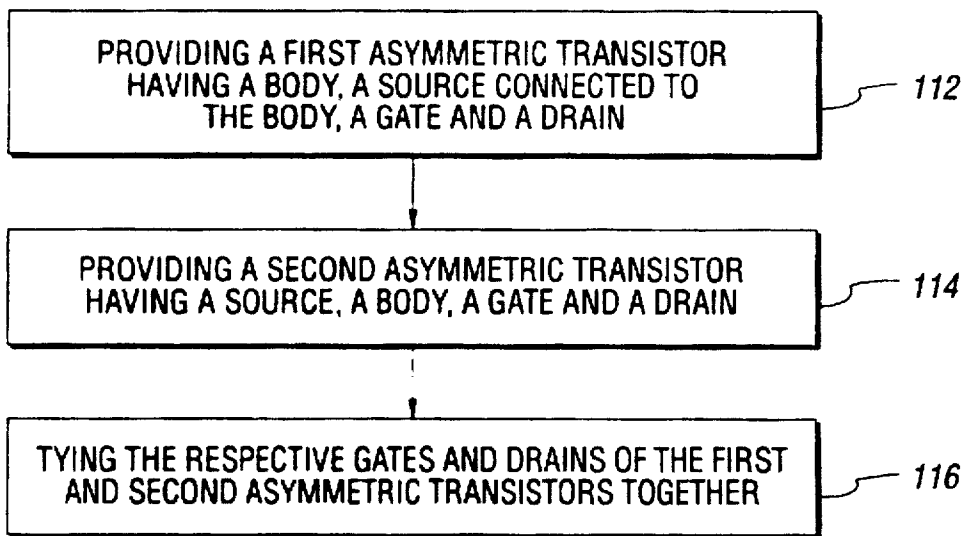 PROVIDING A FIRST ASYMMETRIC TRANSISTOR
HAVING A BODY, A SOURCE CONNECTED TO
THE BODY, A GATE AND A DRAIN
112
PROVIDING A SECOND ASYMMETRIC TRANSISTOR
HAVING A SOURCE, A BODY, A GATE AND A DRAIN
114
TYING THE RESPECTIVE GATES AND DRAINS OF THE FIRST
AND SECOND ASYMMETRIC TRANSISTORS TOGETHER
116